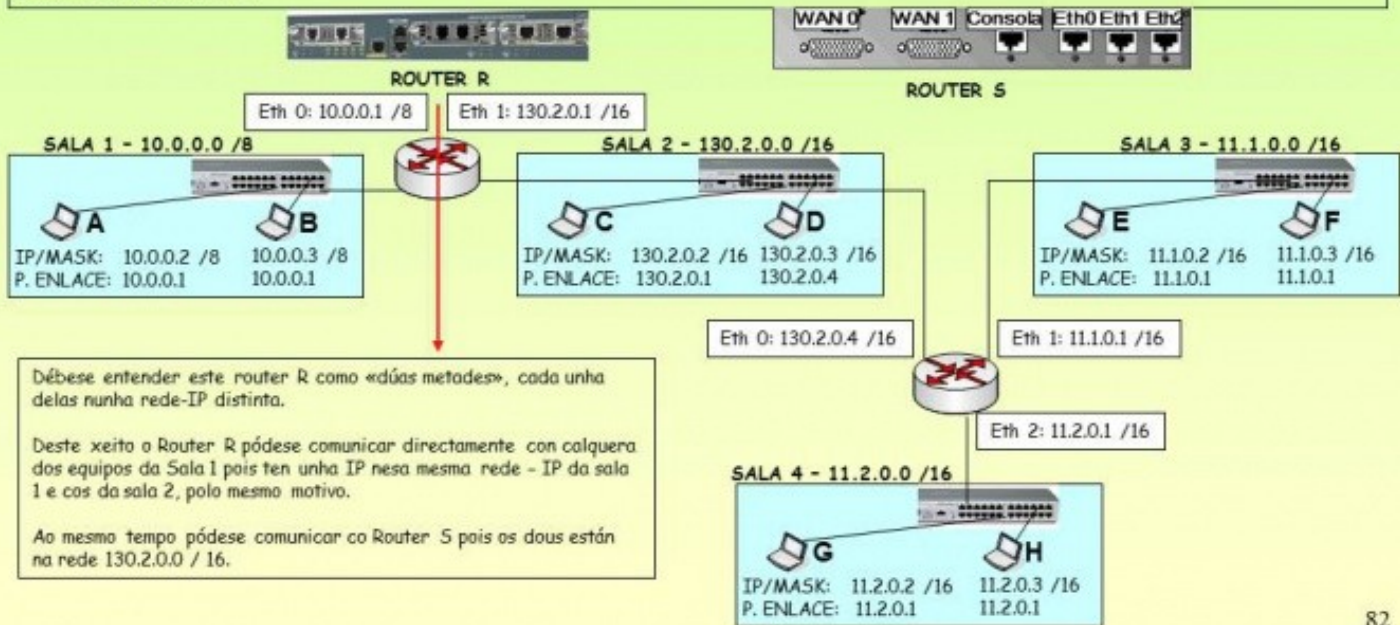 WAN 0 WAN 1 Consola Eth0 Eth1 Eth2
ROUTER R
ROUTER S
Eth 0: 10.0.0.1 /8
Eth 1: 130.2.0.1 /16
SALA 1 - 10.0.0.0 /8
SALA 2 - 130.2.0.0 /16
SALA 3 - 11.1.0.0 /16
A
B
IP/MASK: 10.0.0.2 /8 10.0.0.3 /8
P. ENLACE: 10.0.0.1 10.0.0.1
C
D
IP/MASK: 130.2.0.2 /16 130.2.0.3 /16
P. ENLACE: 130.2.0.1 130.2.0.4
E
F
IP/MASK: 11.1.0.2 /16 11.1.0.3 /16
P. ENLACE: 11.1.0.1 11.1.0.1
Eth 0: 130.2.0.4 /16
Eth 1: 11.1.0.1 /16
Eth 2: 11.2.0.1 /16
Débese entender este router R como «dúas metades», cada unha
delas nunha rede-IP distinta.
Deste xeito o Router R pódese comunicar directamente con calquera
dos equipos da Sala 1 pois ten unha IP nesa mesma rede - IP da sala
1 e cos da sala 2, polo mesmo motivo.
Ao mesmo tempo pódese comunicar co Router S pois os dous están
na rede 130.2.0.0 / 16.
SALA 4 - 11.2.0.0 /16
G
H
IP/MASK: 11.2.0.2 /16 11.2.0.3 /16
P. ENLACE: 11.2.0.1 11.2.0.1
82